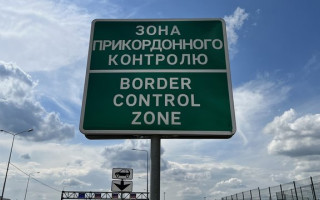 ЗОНА
ПРИКОРДОННОГО
КОНТРОЛЮ
BORDER
CONTROL
ZONE